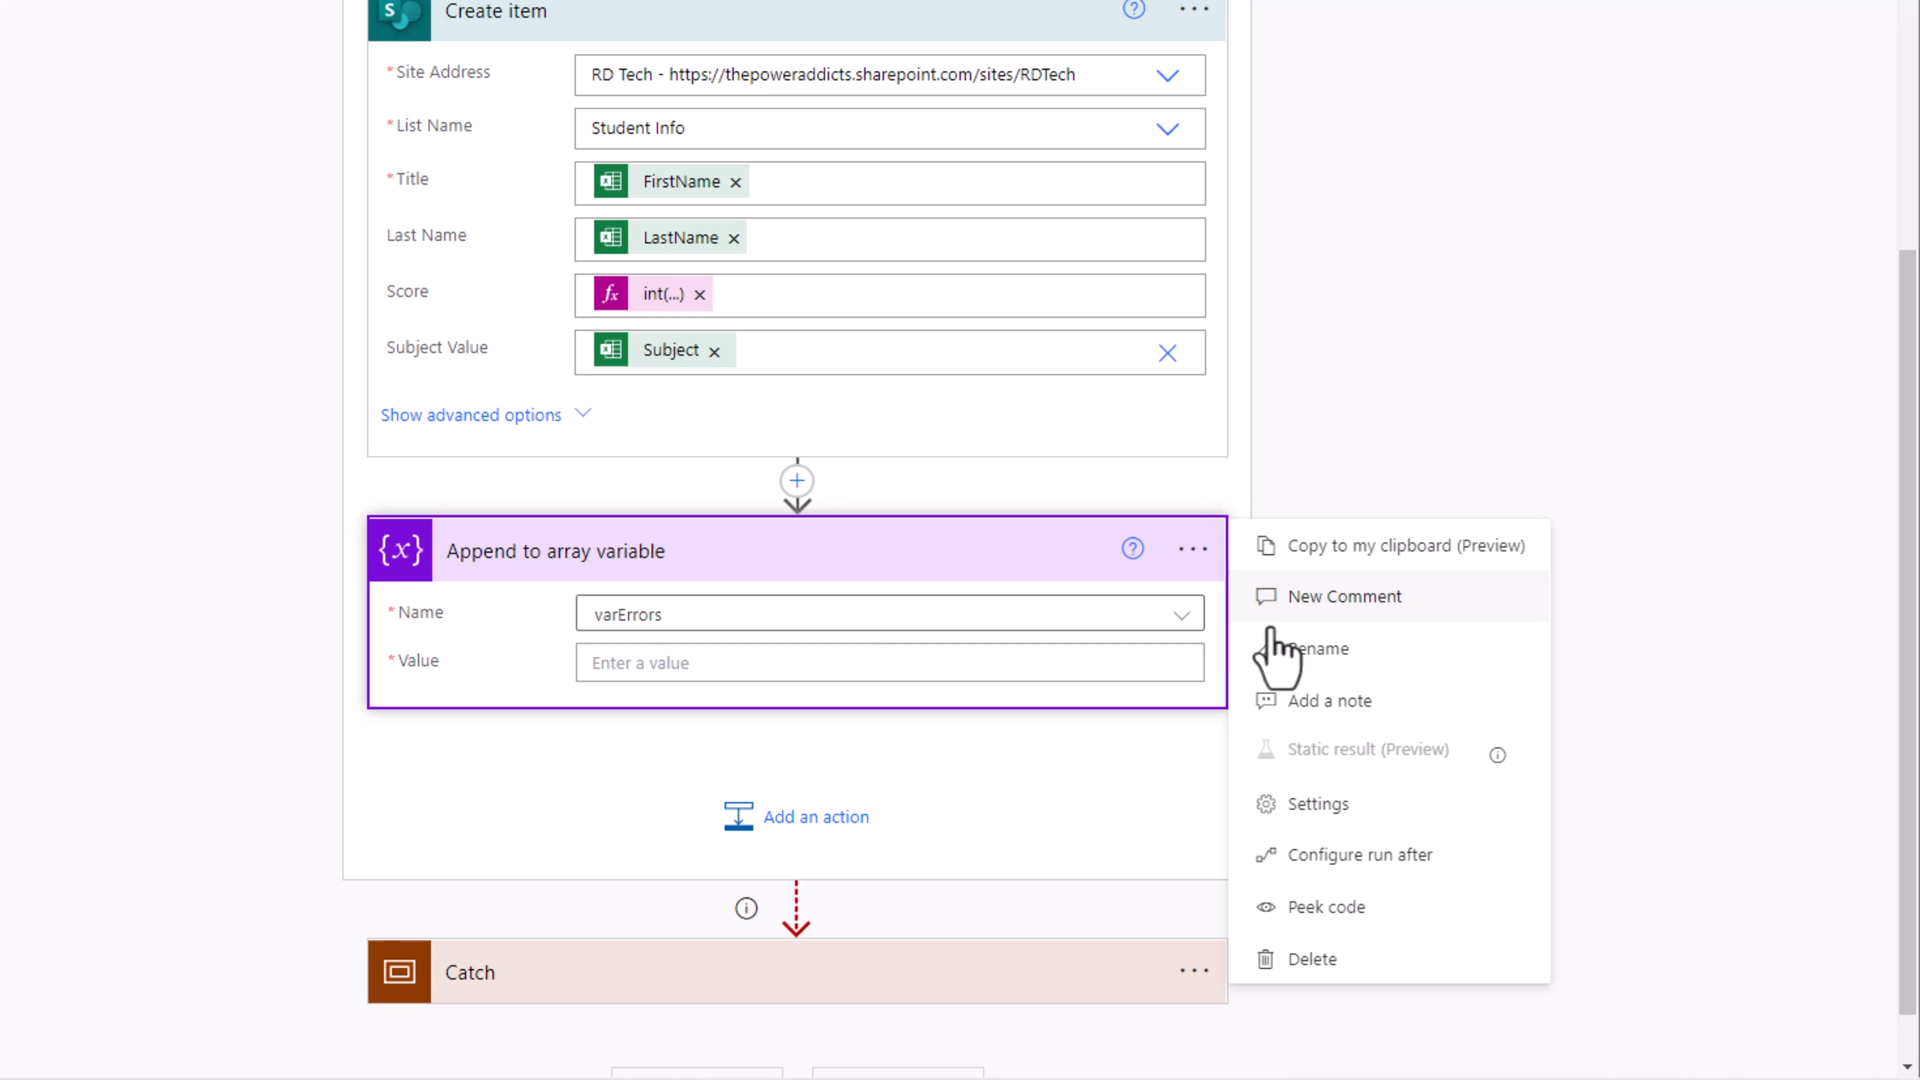 Create item
* Site Address
RD Tech - https://thepoweraddicts.sharepoint.com/sites/RDTech
* List Name
Student Info
* Title
FirstName
Last Name
LastName
Score
fx int(...)
Subject Value
Subject
Show advanced options
{x} Append to array variable
* Name
varErrors
* Value
Enter a value
Add an action
Catch
Copy to my clipboard (Preview)
New Comment
ename
Add a note
Static result (Preview)
Settings
Configure run after
Peek code
Delete